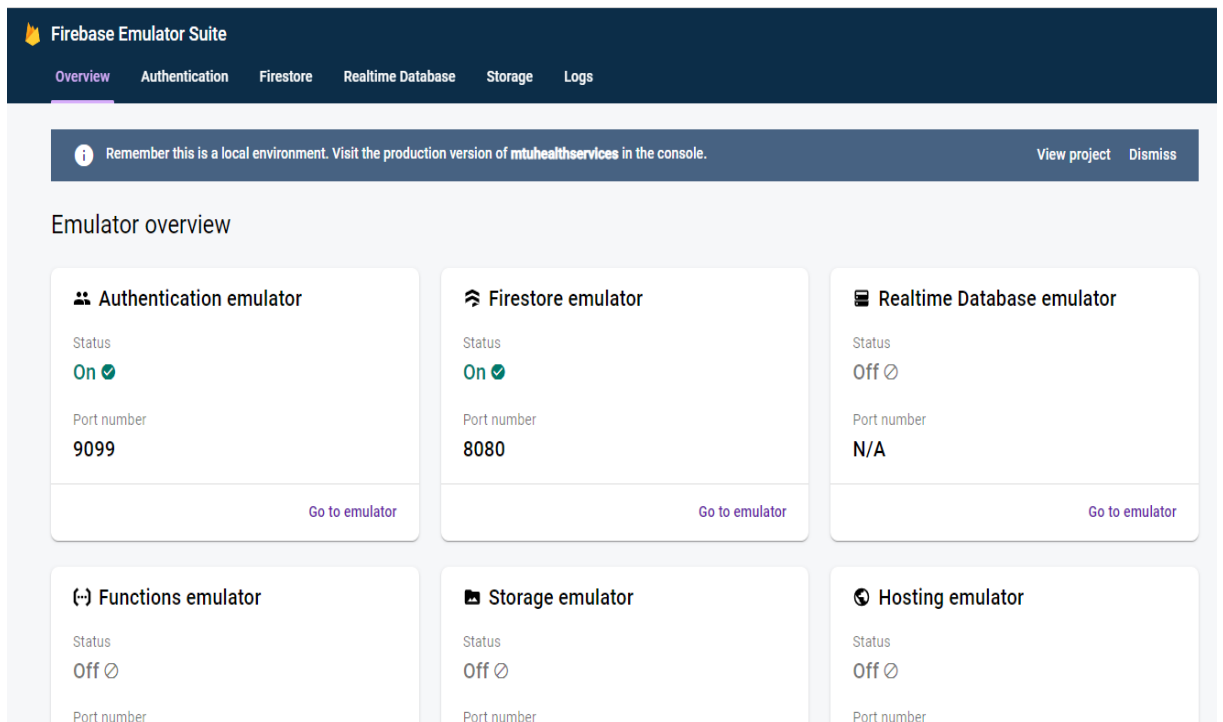 Firebase Emulator Suite
Overview Authentication Firestore Realtime Database Storage Logs
Remember this is a local environment. Visit the production version of mtuhealthservices in the console. View project Dismiss
Emulator overview
Authentication emulator
Status
On
Port number
9099
Go to emulator
Firestore emulator
Status
On
Port number
8080
Go to emulator
Realtime Database emulator
Status
Off
Port number
N/A
Go to emulator
Functions emulator
Status
Off
Port number
Storage emulator
Status
Off
Port number
Hosting emulator
Status
Off
Port number